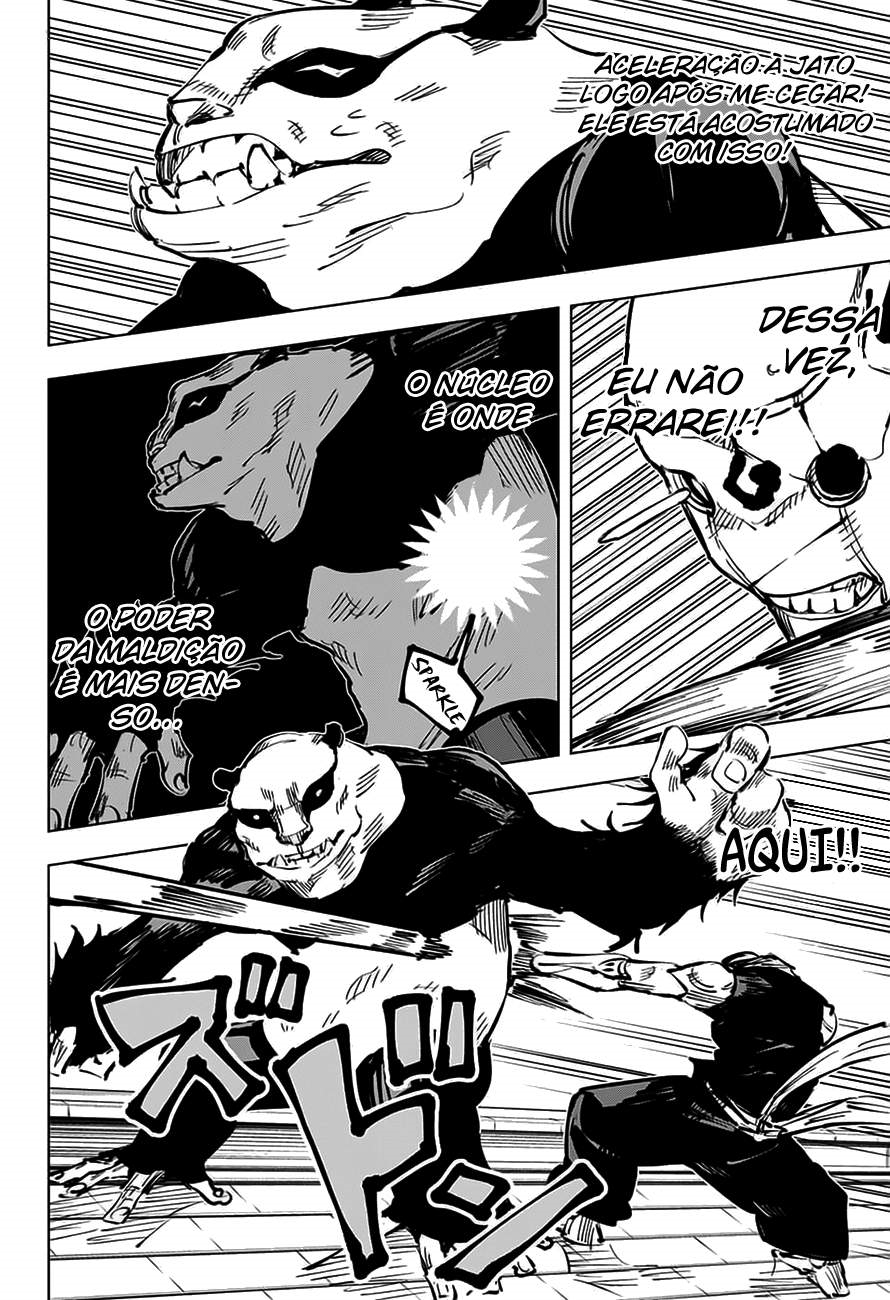 ACELERAÇÃO À JATO
LOGO APÓS ME CEGAR!
ELE ESTÁ ACOSTUMADO
COM ISSO!
DESSA
VEZ,
EU NÃO
ERRAREI!!
O NÚCLEO
É ONDE
SPARKLE
O PODER
DA MALDIÇÃO
É MAIS DEN-
SO...
AQUI!!
ズドン